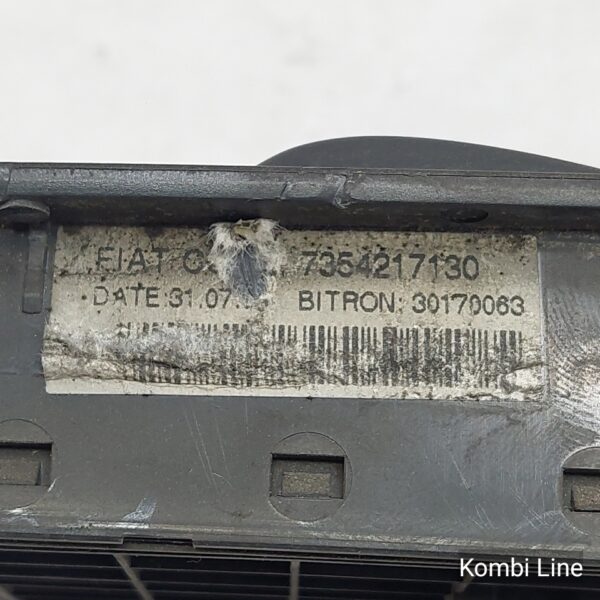 FIAT 7354217130
DATE:31.07. BITRON: 30170063
Kombi Line